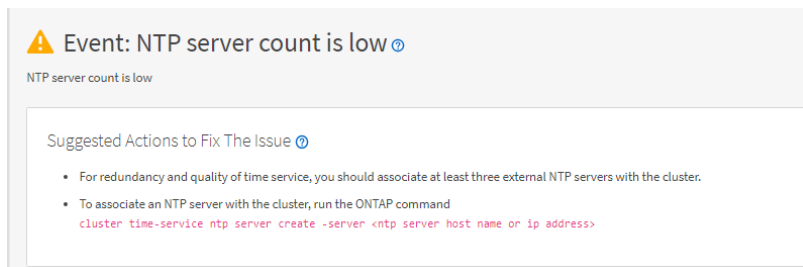 Event: NTP server count is low
NTP server count is low
Suggested Actions to Fix The Issue
• For redundancy and quality of time service, you should associate at least three external NTP servers with the cluster.
• To associate an NTP server with the cluster, run the ONTAP command
cluster time-service ntp server create -server <ntp server host name or ip address>